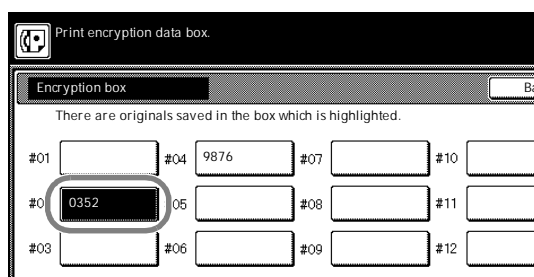 Print encryption data box.
Encryption box
Ba
There are originals saved in the box which is highlighted.
#01 #04 9876 #07 #10
#0 0352 05 #08 #11
#03 #06 #09 #12